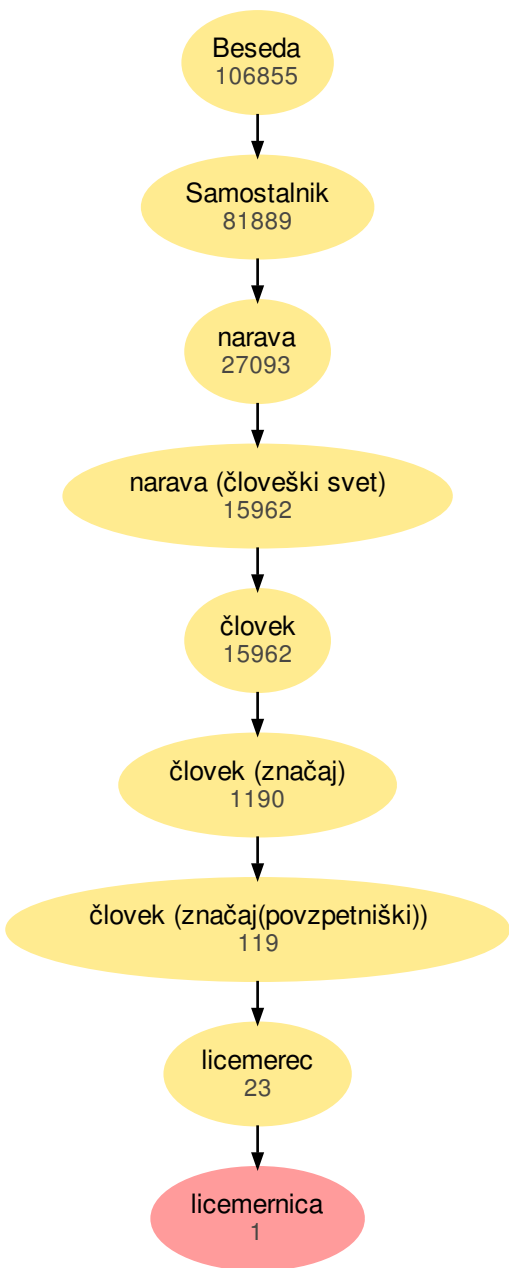 Beseda
106855
Samostalnik
81889
narava
27093
narava (človeški svet)
15962
človek
15962
človek (značaj)
1190
človek (značaj(povzpetniški))
119
licemerec
23
licemernica
1